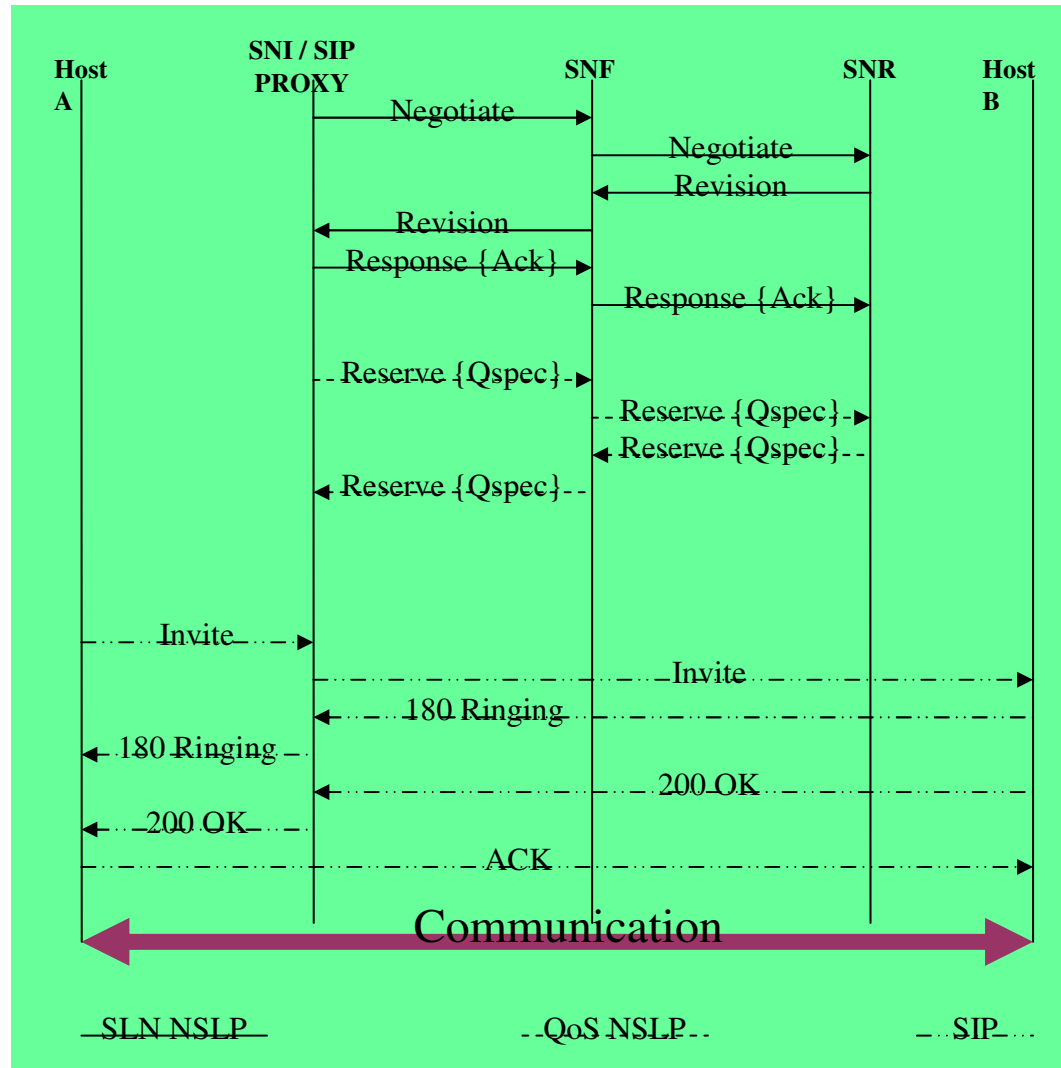 SNI / SIP
PROXY
Host
A
SNF
SNR
Host
B
Negotiate
Negotiate
Revision
Revision
Response {Ack}
Response {Ack}
Reserve {Qspec}
Reserve {Qspec}
Reserve {Qspec}
Reserve {Qspec}
Invite
Invite
180 Ringing
180 Ringing
200 OK
200 OK
ACK
Communication
SLN NSLP
QoS NSLP
SIP